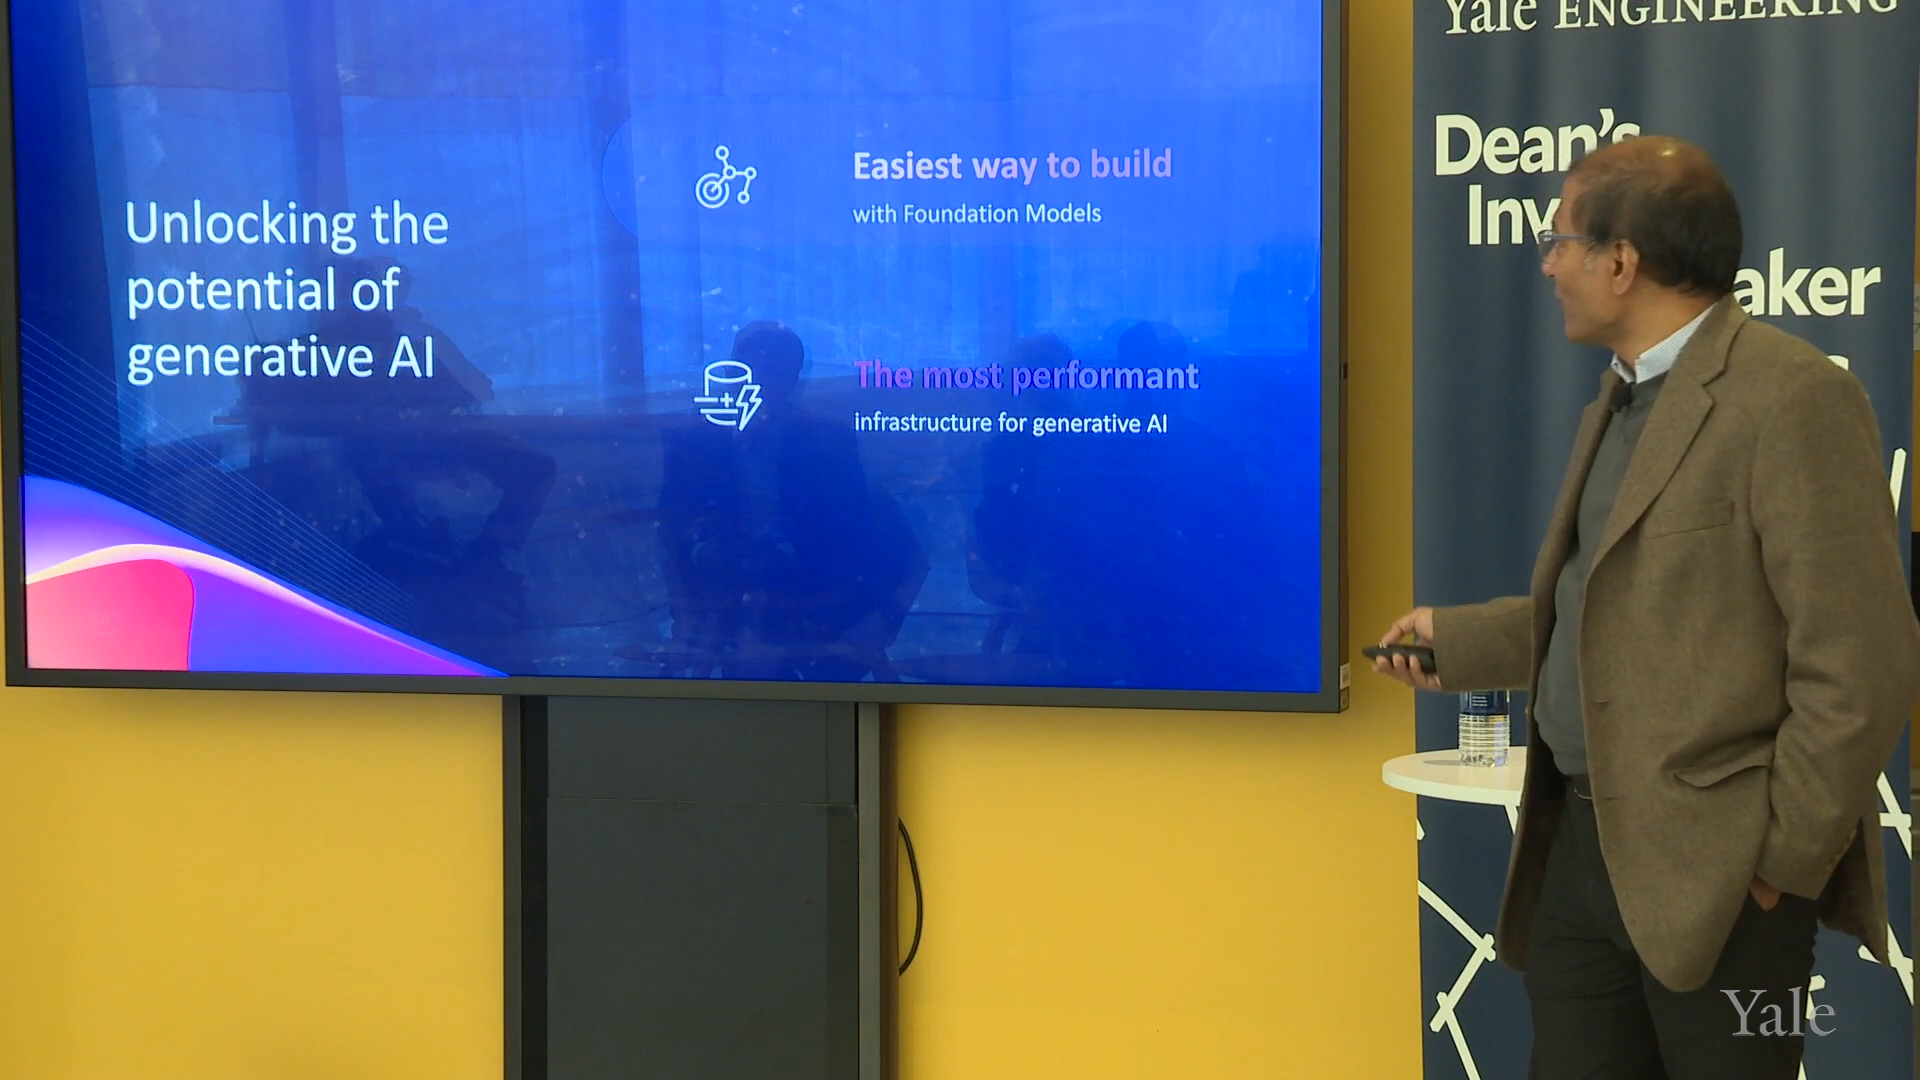 Unlocking the
potential of
generative AI
Easiest way to build
with Foundation Models
The most performant
infrastructure for generative AI
aws
Yale ENGINEERING
Dean's
Inv
aker
Yale